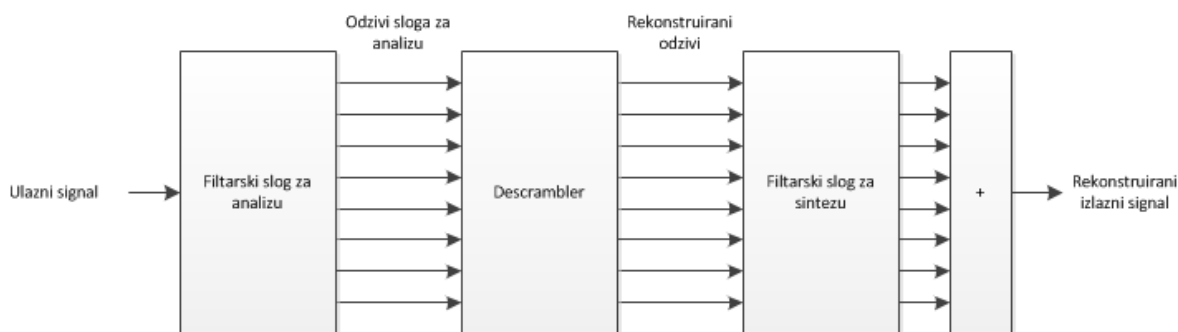 Odzivi sloga za
analizu
Rekonstruirani
odzivi
Ulazni signal
Filtarski slog za
analizu
Descrambler
Filtarski slog za
sintezu
+
Rekonstruirani
izlazni signal